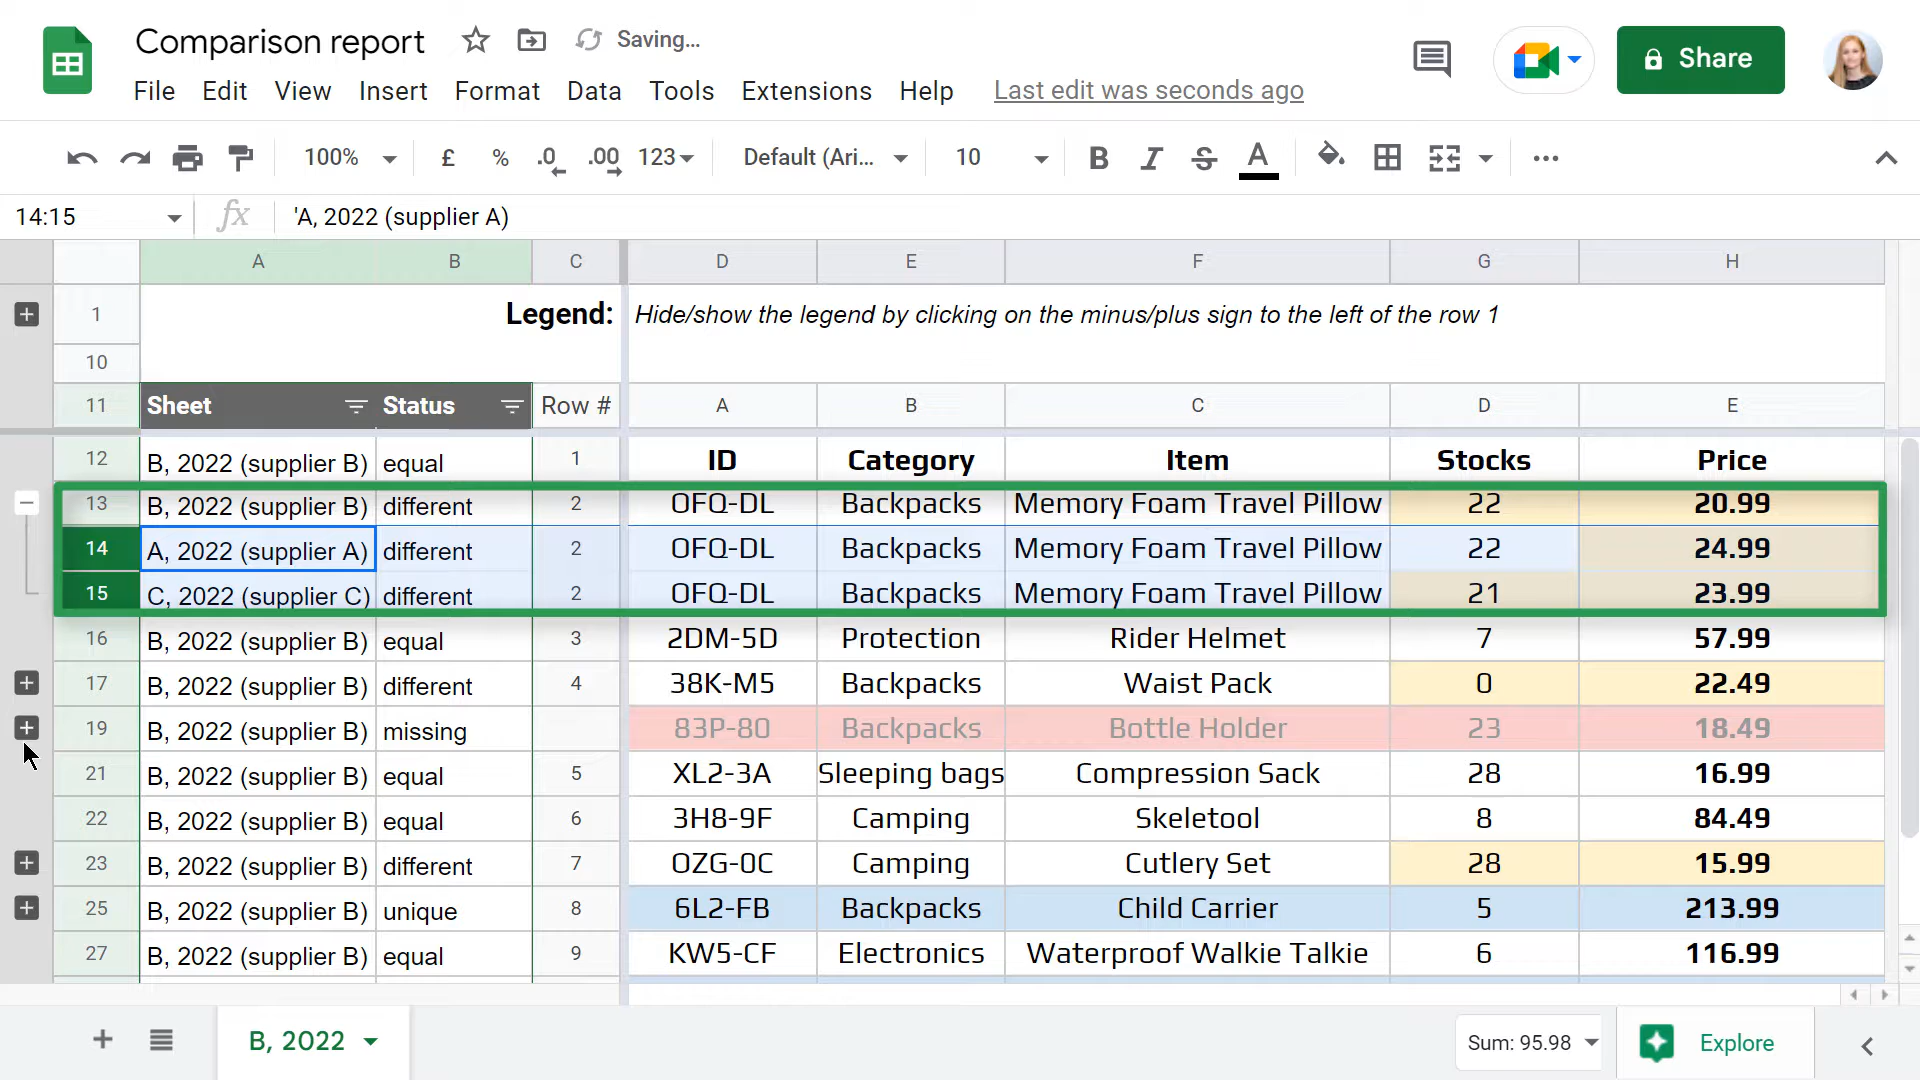 Comparison report Saving...
File Edit View Insert Format Data Tools Extensions Help Last edit was seconds ago
Share
100% £ % .0 .00 123 Default (Ari... 10 B I S A
14:15 fx 'A, 2022 (supplier A)
A B C D E F G H
1 Legend: Hide/show the legend by clicking on the minus/plus sign to the left of the row 1
10
11 Sheet Status Row # A B C D E
12 B, 2022 (supplier B) equal 1 ID Category Item Stocks Price
13 B, 2022 (supplier B) different 2 OFQ-DL Backpacks Memory Foam Travel Pillow 22 20.99
14 A, 2022 (supplier A) different 2 OFQ-DL Backpacks Memory Foam Travel Pillow 22 24.99
15 C, 2022 (supplier C) different 2 OFQ-DL Backpacks Memory Foam Travel Pillow 21 23.99
16 B, 2022 (supplier B) equal 3 2DM-5D Protection Rider Helmet 7 57.99
17 B, 2022 (supplier B) different 4 38K-M5 Backpacks Waist Pack 0 22.49
19 B, 2022 (supplier B) missing 83P-80 Backpacks Bottle Holder 23 18.49
21 B, 2022 (supplier B) equal 5 XL2-3A Sleeping bags Compression Sack 28 16.99
22 B, 2022 (supplier B) equal 6 3H8-9F Camping Skeletool 8 84.49
23 B, 2022 (supplier B) different 7 OZG-0C Camping Cutlery Set 28 15.99
25 B, 2022 (supplier B) unique 8 6L2-FB Backpacks Child Carrier 5 213.99
27 B, 2022 (supplier B) equal 9 KW5-CF Electronics Waterproof Walkie Talkie 6 116.99
B, 2022 Sum: 95.98 Explore